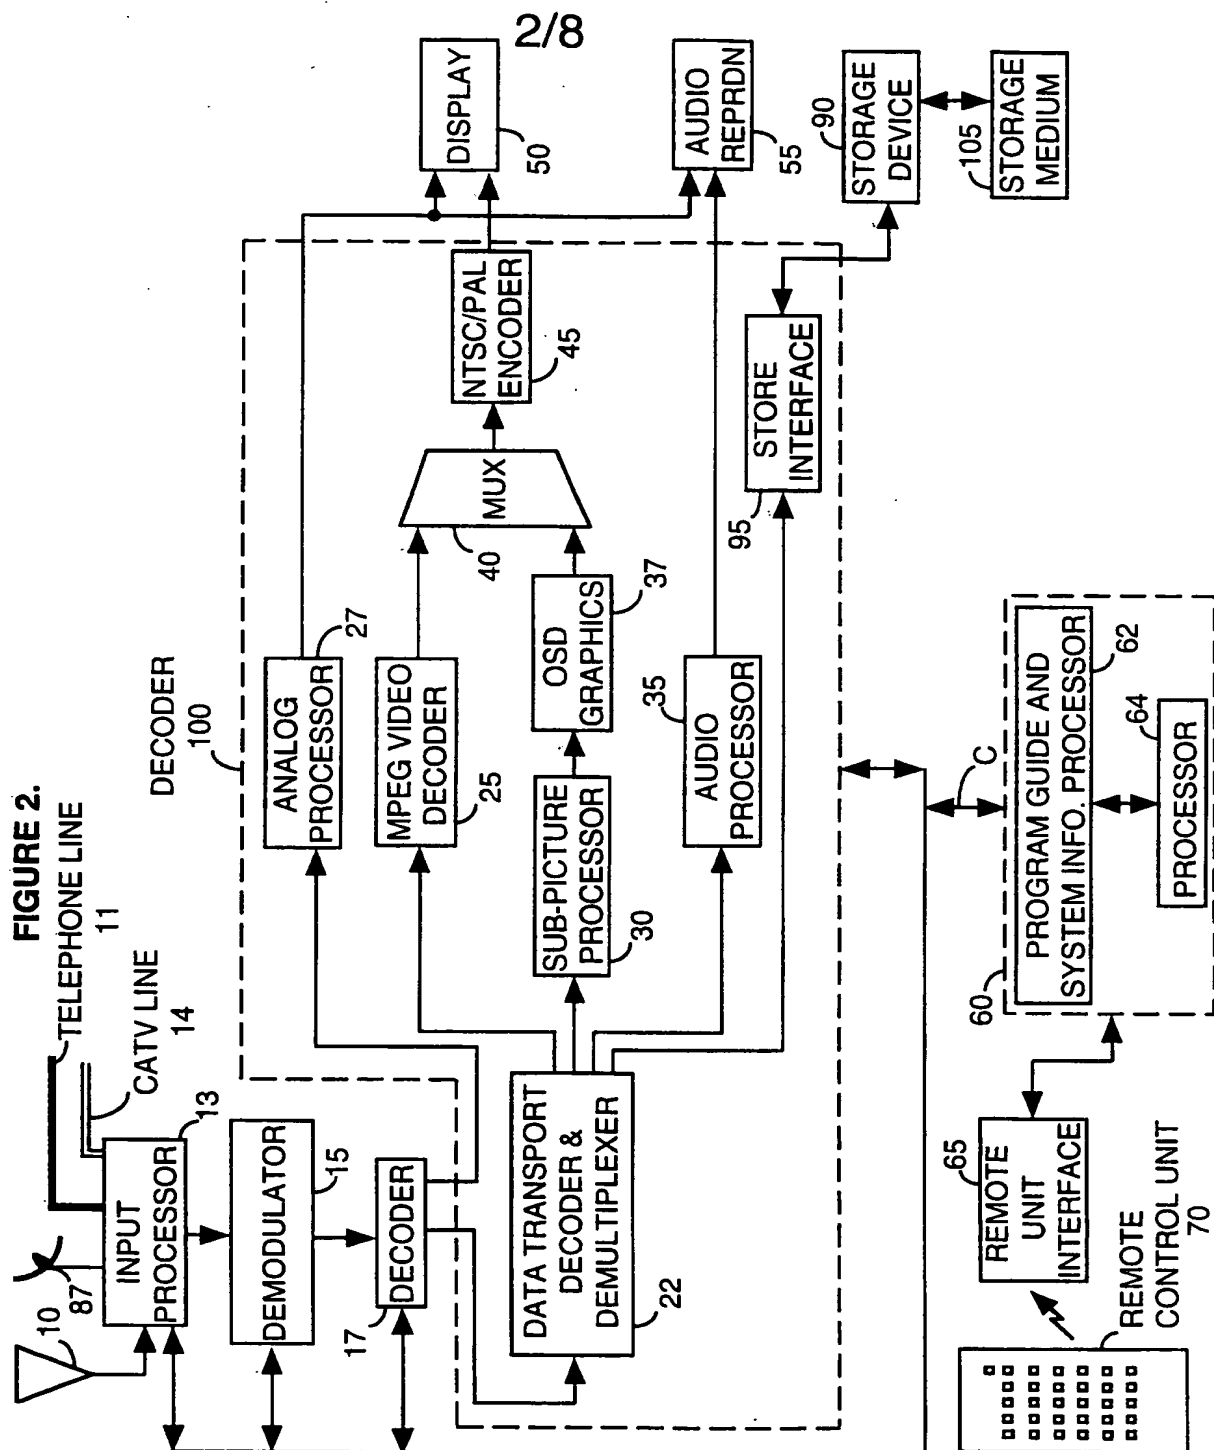 2/8
FIGURE 2.
TELEPHONE LINE
11
CATV LINE
14
87
10
INPUT
PROCESSOR
13
DEMODULATOR
15
DECODER
17
DECODER
100
DATA TRANSPORT
DECODER &
DEMULTIPLEXER
22
ANALOG
PROCESSOR
27
MPEG VIDEO
DECODER
25
SUB-PICTURE
PROCESSOR
30
OSD
GRAPHICS
37
AUDIO
PROCESSOR
35
MUX
40
NTSC/PAL
ENCODER
45
STORE
INTERFACE
95
DISPLAY
50
AUDIO
REPRDN
55
STORAGE
DEVICE
90
STORAGE
MEDIUM
105
C
60
PROGRAM GUIDE AND
SYSTEM INFO. PROCESSOR
62
PROCESSOR
64
REMOTE
UNIT
INTERFACE
65
REMOTE
CONTROL UNIT
70